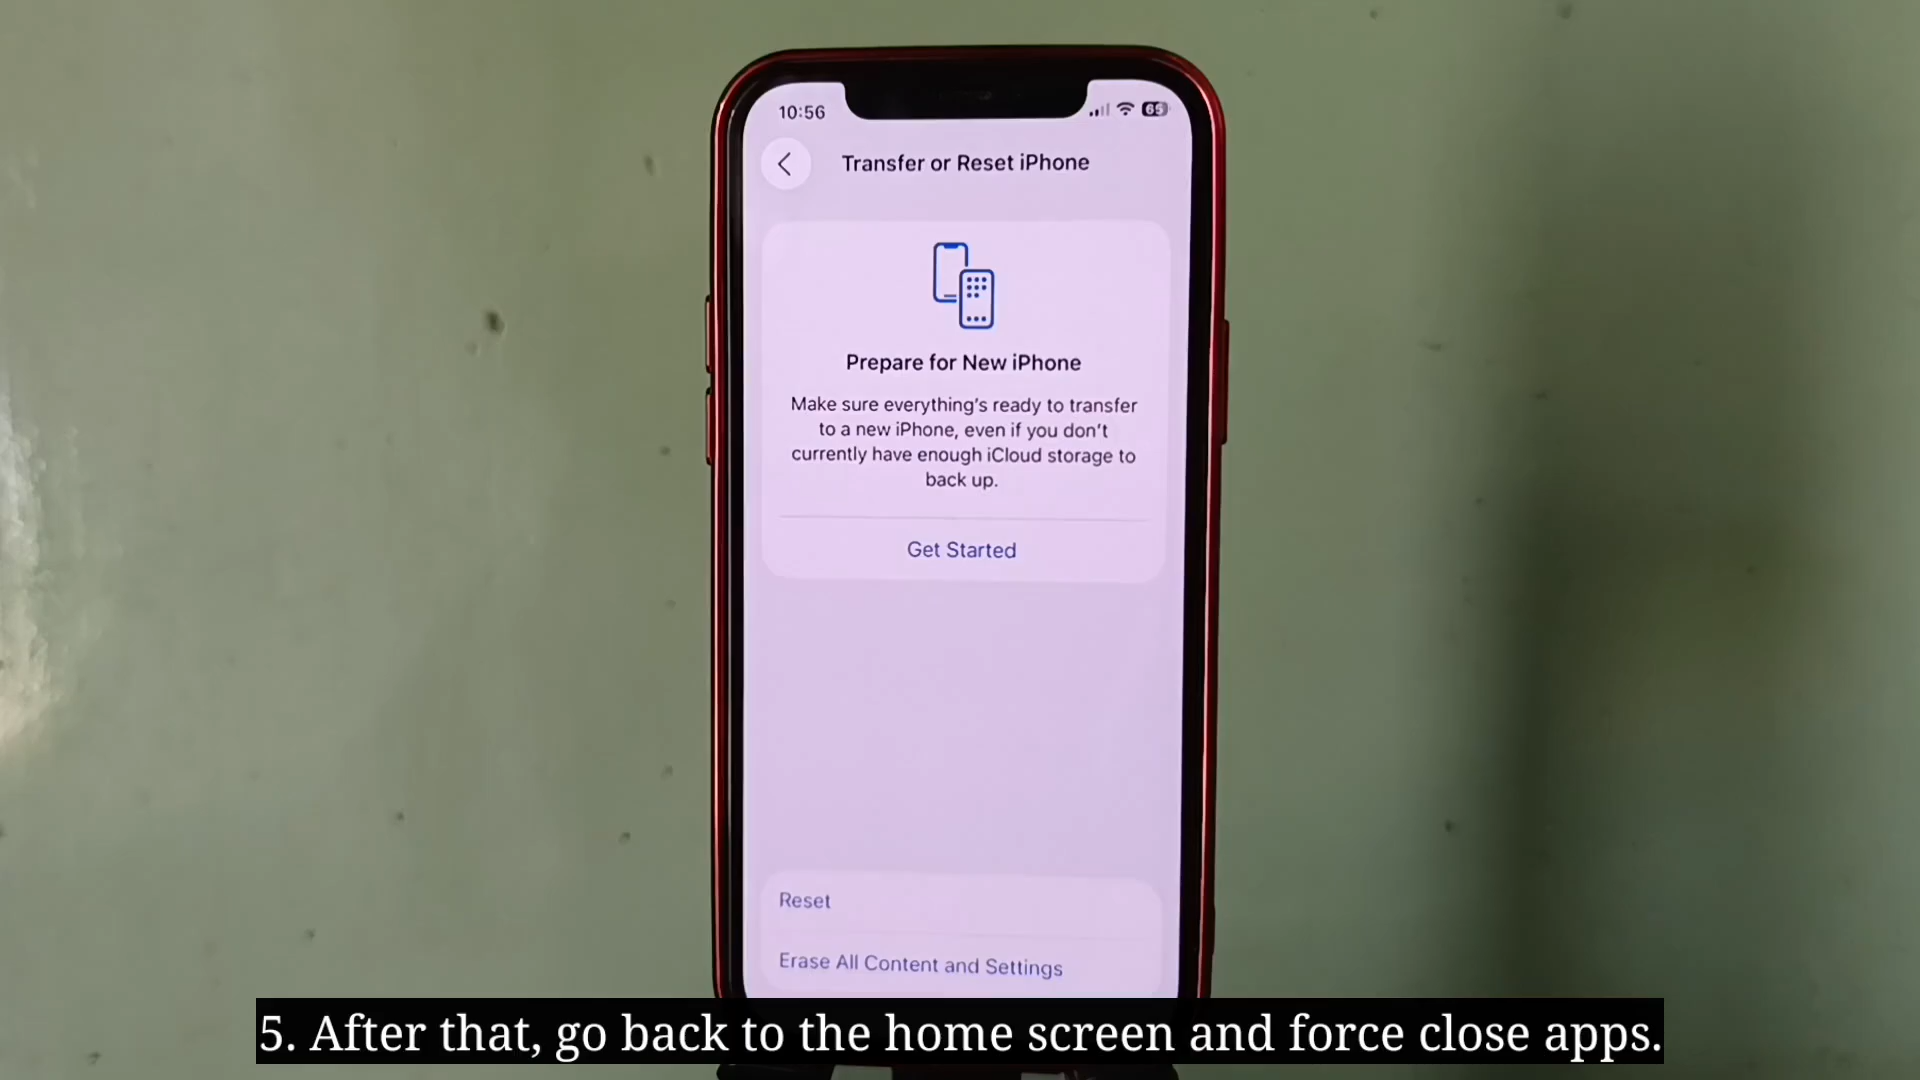 10:56
65
Transfer or Reset iPhone
Prepare for New iPhone
Make sure everything's ready to transfer
to a new iPhone, even if you don't
currently have enough iCloud storage to
back up.
Get Started
Reset
Erase All Content and Settings
5. After that, go back to the home screen and force close apps.